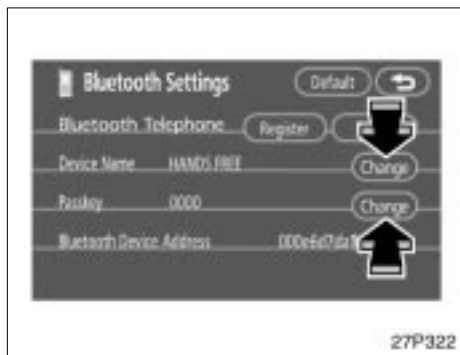 Bluetooth Settings Default
Bluetooth Telephone Register
Device Name HANDS FREE Change
Passkey 0000 Change
Bluetooth Device Address
27P322